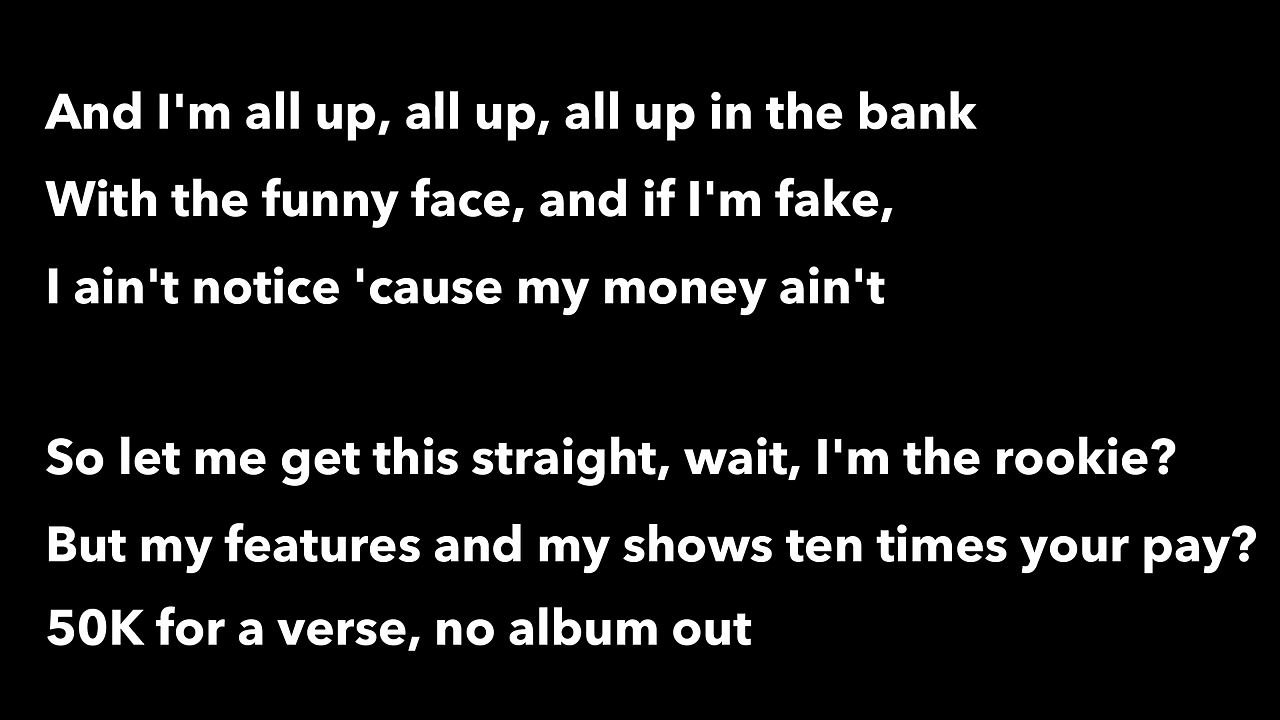 And I'm all up, all up, all up in the bank
With the funny face, and if I'm fake,
I ain't notice 'cause my money ain't
So let me get this straight, wait, I'm the rookie?
But my features and my shows ten times your pay?
50K for a verse, no album out